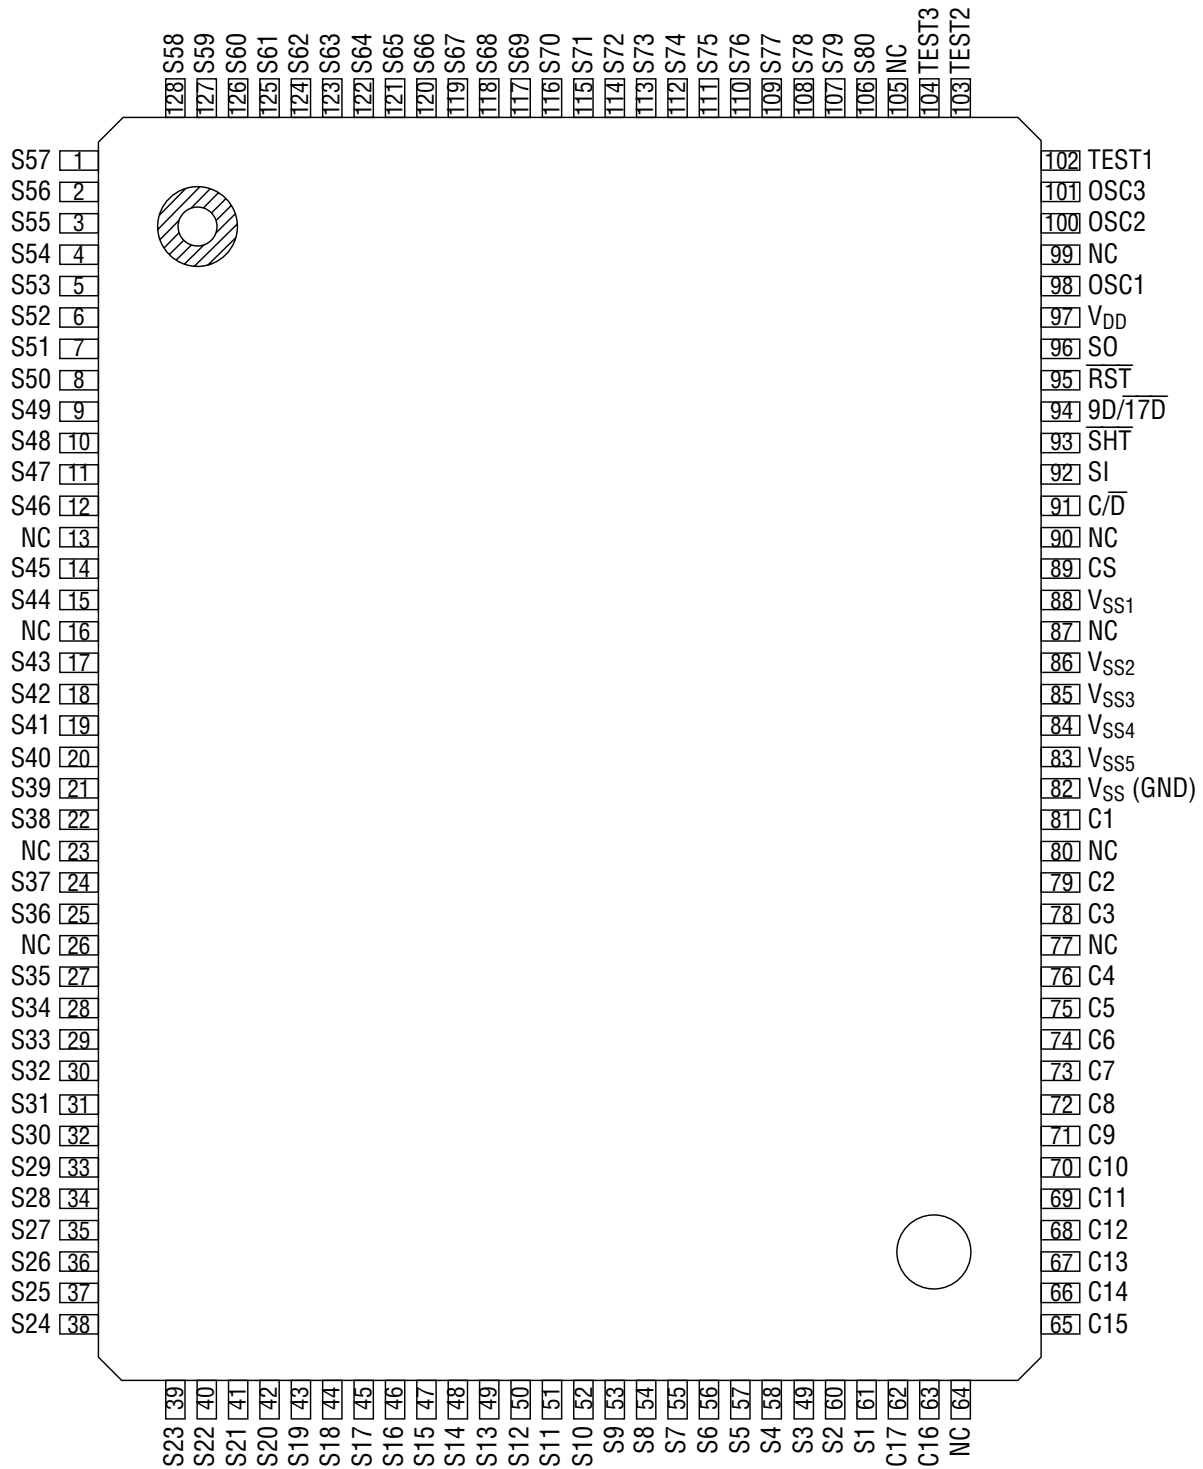 128 S58
127 S59
126 S60
125 S61
124 S62
123 S63
122 S64
121 S65
120 S66
119 S67
118 S68
117 S69
116 S70
115 S71
114 S72
113 S73
112 S74
111 S75
110 S76
109 S77
108 S78
107 S79
106 S80
105 NC
104 TEST3
103 TEST2
S57 1
S56 2
S55 3
S54 4
S53 5
S52 6
S51 7
S50 8
S49 9
S48 10
S47 11
S46 12
NC 13
S45 14
S44 15
NC 16
S43 17
S42 18
S41 19
S40 20
S39 21
S38 22
NC 23
S37 24
S36 25
NC 26
S35 27
S34 28
S33 29
S32 30
S31 31
S30 32
S29 33
S28 34
S27 35
S26 36
S25 37
S24 38
102 TEST1
101 OSC3
100 OSC2
99 NC
98 OSC1
97 VDD
96 SO
95 R̅S̅T̅
94 9D/1̅7̅D̅
93 S̅H̅T̅
92 SI
91 C/D̅
90 NC
89 CS
88 VSS1
87 NC
86 VSS2
85 VSS3
84 VSS4
83 VSS5
82 VSS (GND)
81 C1
80 NC
79 C2
78 C3
77 NC
76 C4
75 C5
74 C6
73 C7
72 C8
71 C9
70 C10
69 C11
68 C12
67 C13
66 C14
65 C15
S23 39
S22 40
S21 41
S20 42
S19 43
S18 44
S17 45
S16 46
S15 47
S14 48
S13 49
S12 50
S11 51
S10 52
S9 53
S8 54
S7 55
S6 56
S5 57
S4 58
S3 49
S2 60
S1 61
C17 62
C16 63
NC 64